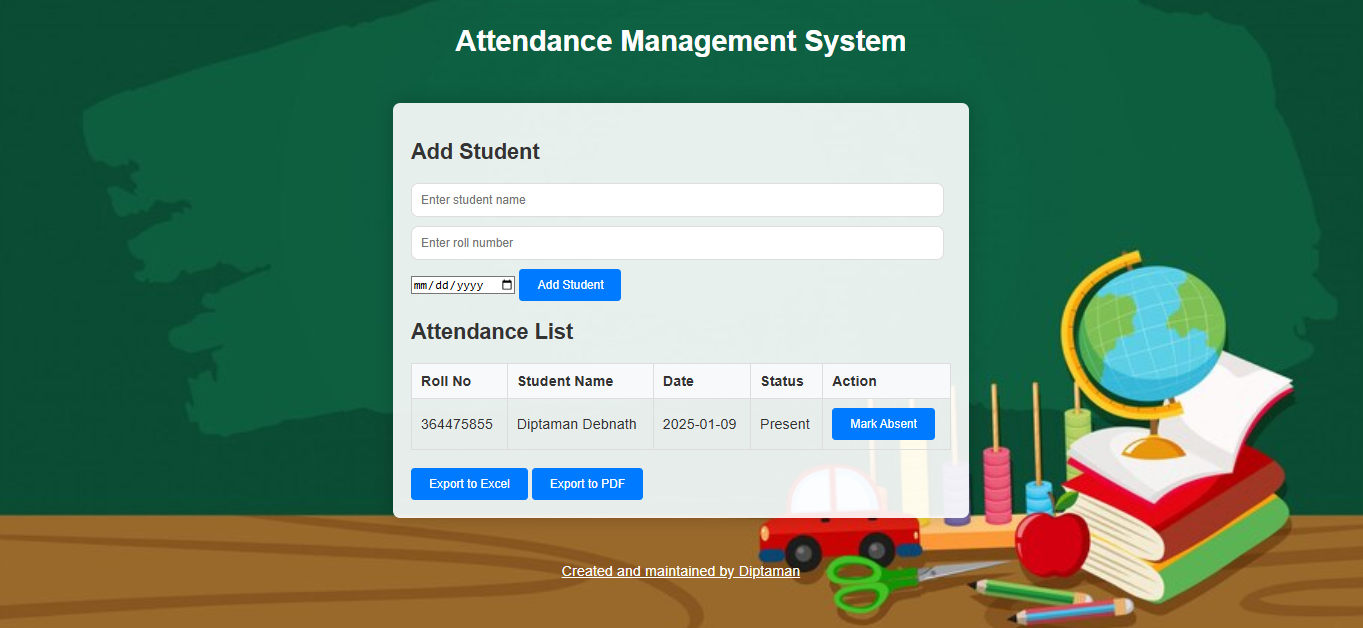 Attendance Management System
Add Student
Enter student name
Enter roll number
mm/dd/yyyy Add Student
Attendance List
Roll No Student Name Date Status Action
364475855 Diptaman Debnath 2025-01-09 Present Mark Absent
Export to Excel Export to PDF
Created and maintained by Diptaman